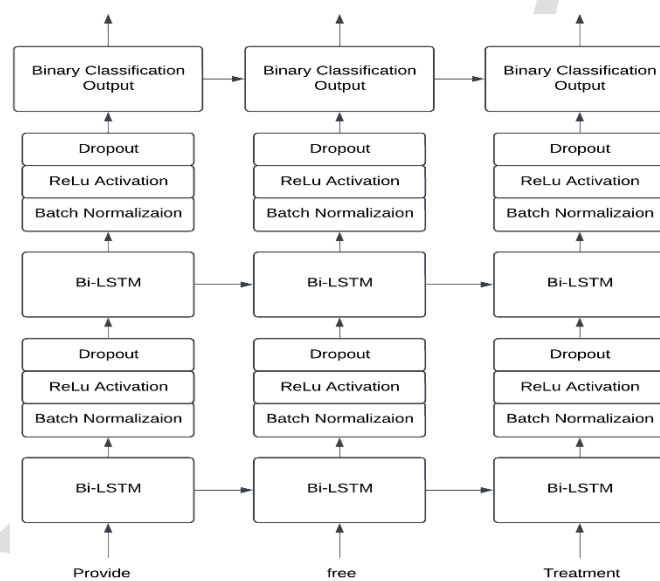 Binary Classification Output
Binary Classification Output
Binary Classification Output
Dropout
Dropout
Dropout
ReLu Activation
ReLu Activation
ReLu Activation
Batch Normalizaion
Batch Normalizaion
Batch Normalizaion
Bi-LSTM
Bi-LSTM
Bi-LSTM
Dropout
Dropout
Dropout
ReLu Activation
ReLu Activation
ReLu Activation
Batch Normalizaion
Batch Normalizaion
Batch Normalizaion
Bi-LSTM
Bi-LSTM
Bi-LSTM
Provide
free
Treatment